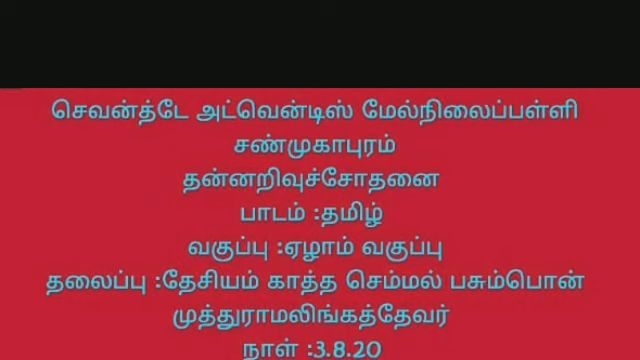 செவன்த்டே அட்வென்டிஸ் மேல்நிலைப்பள்ளி
சண்முகாபுரம்
தன்னறிவுச்சோதனை
பாடம் :தமிழ்
வகுப்பு :ஏழாம் வகுப்பு
தலைப்பு :தேசியம் காத்த செம்மல் பசும்பொன்
முத்துராமலிங்கத்தேவர்
நாள் :3.8.20